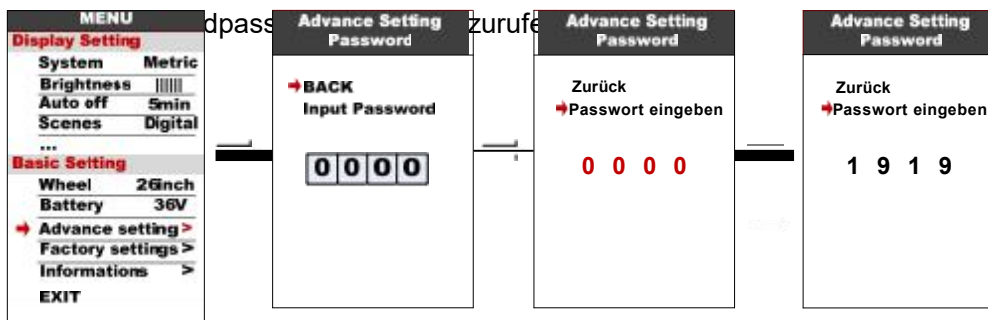 MENU
Display Setting
System Metric
Brightness ||||||
Auto off 5min
Scenes Digital
...
Basic Setting
Wheel 26inch
Battery 36V
Advance setting>
Factory settings >
Informations >
EXIT
Advance Setting
Password
BACK
Input Password
0 0 0 0
Advance Setting
Password
Zurück
Passwort eingeben
0 0 0 0
Advance Setting
Password
Zurück
Passwort eingeben
1 9 1 9